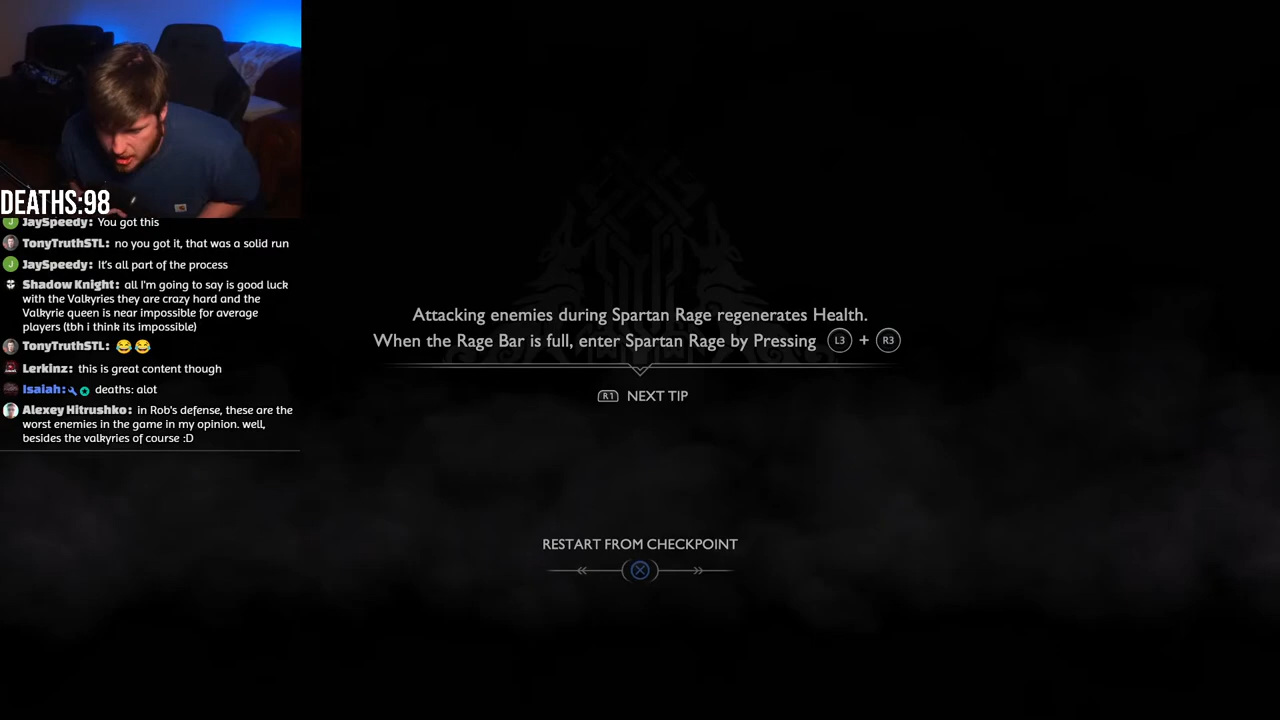 DEATHS:98
JaySpeedy: You got this
TonyTruthSTL: no you got it, that was a solid run
JaySpeedy: It's all part of the process
Shadow Knight: all I'm going to say is good luck
with the Valkyries they are crazy hard and the
Valkyrie queen is near impossible for average
players (tbh i think its impossible)
TonyTruthSTL: 😂😂
Lerkinz: this is great content though
Isaiah: deaths: alot
Alexey Hitrushko: in Rob's defense, these are the
worst enemies in the game in my opinion. well,
besides the valkyries of course :D
Attacking enemies during Spartan Rage regenerates Health.
When the Rage Bar is full, enter Spartan Rage by Pressing L3 + R3
R1 NEXT TIP
RESTART FROM CHECKPOINT